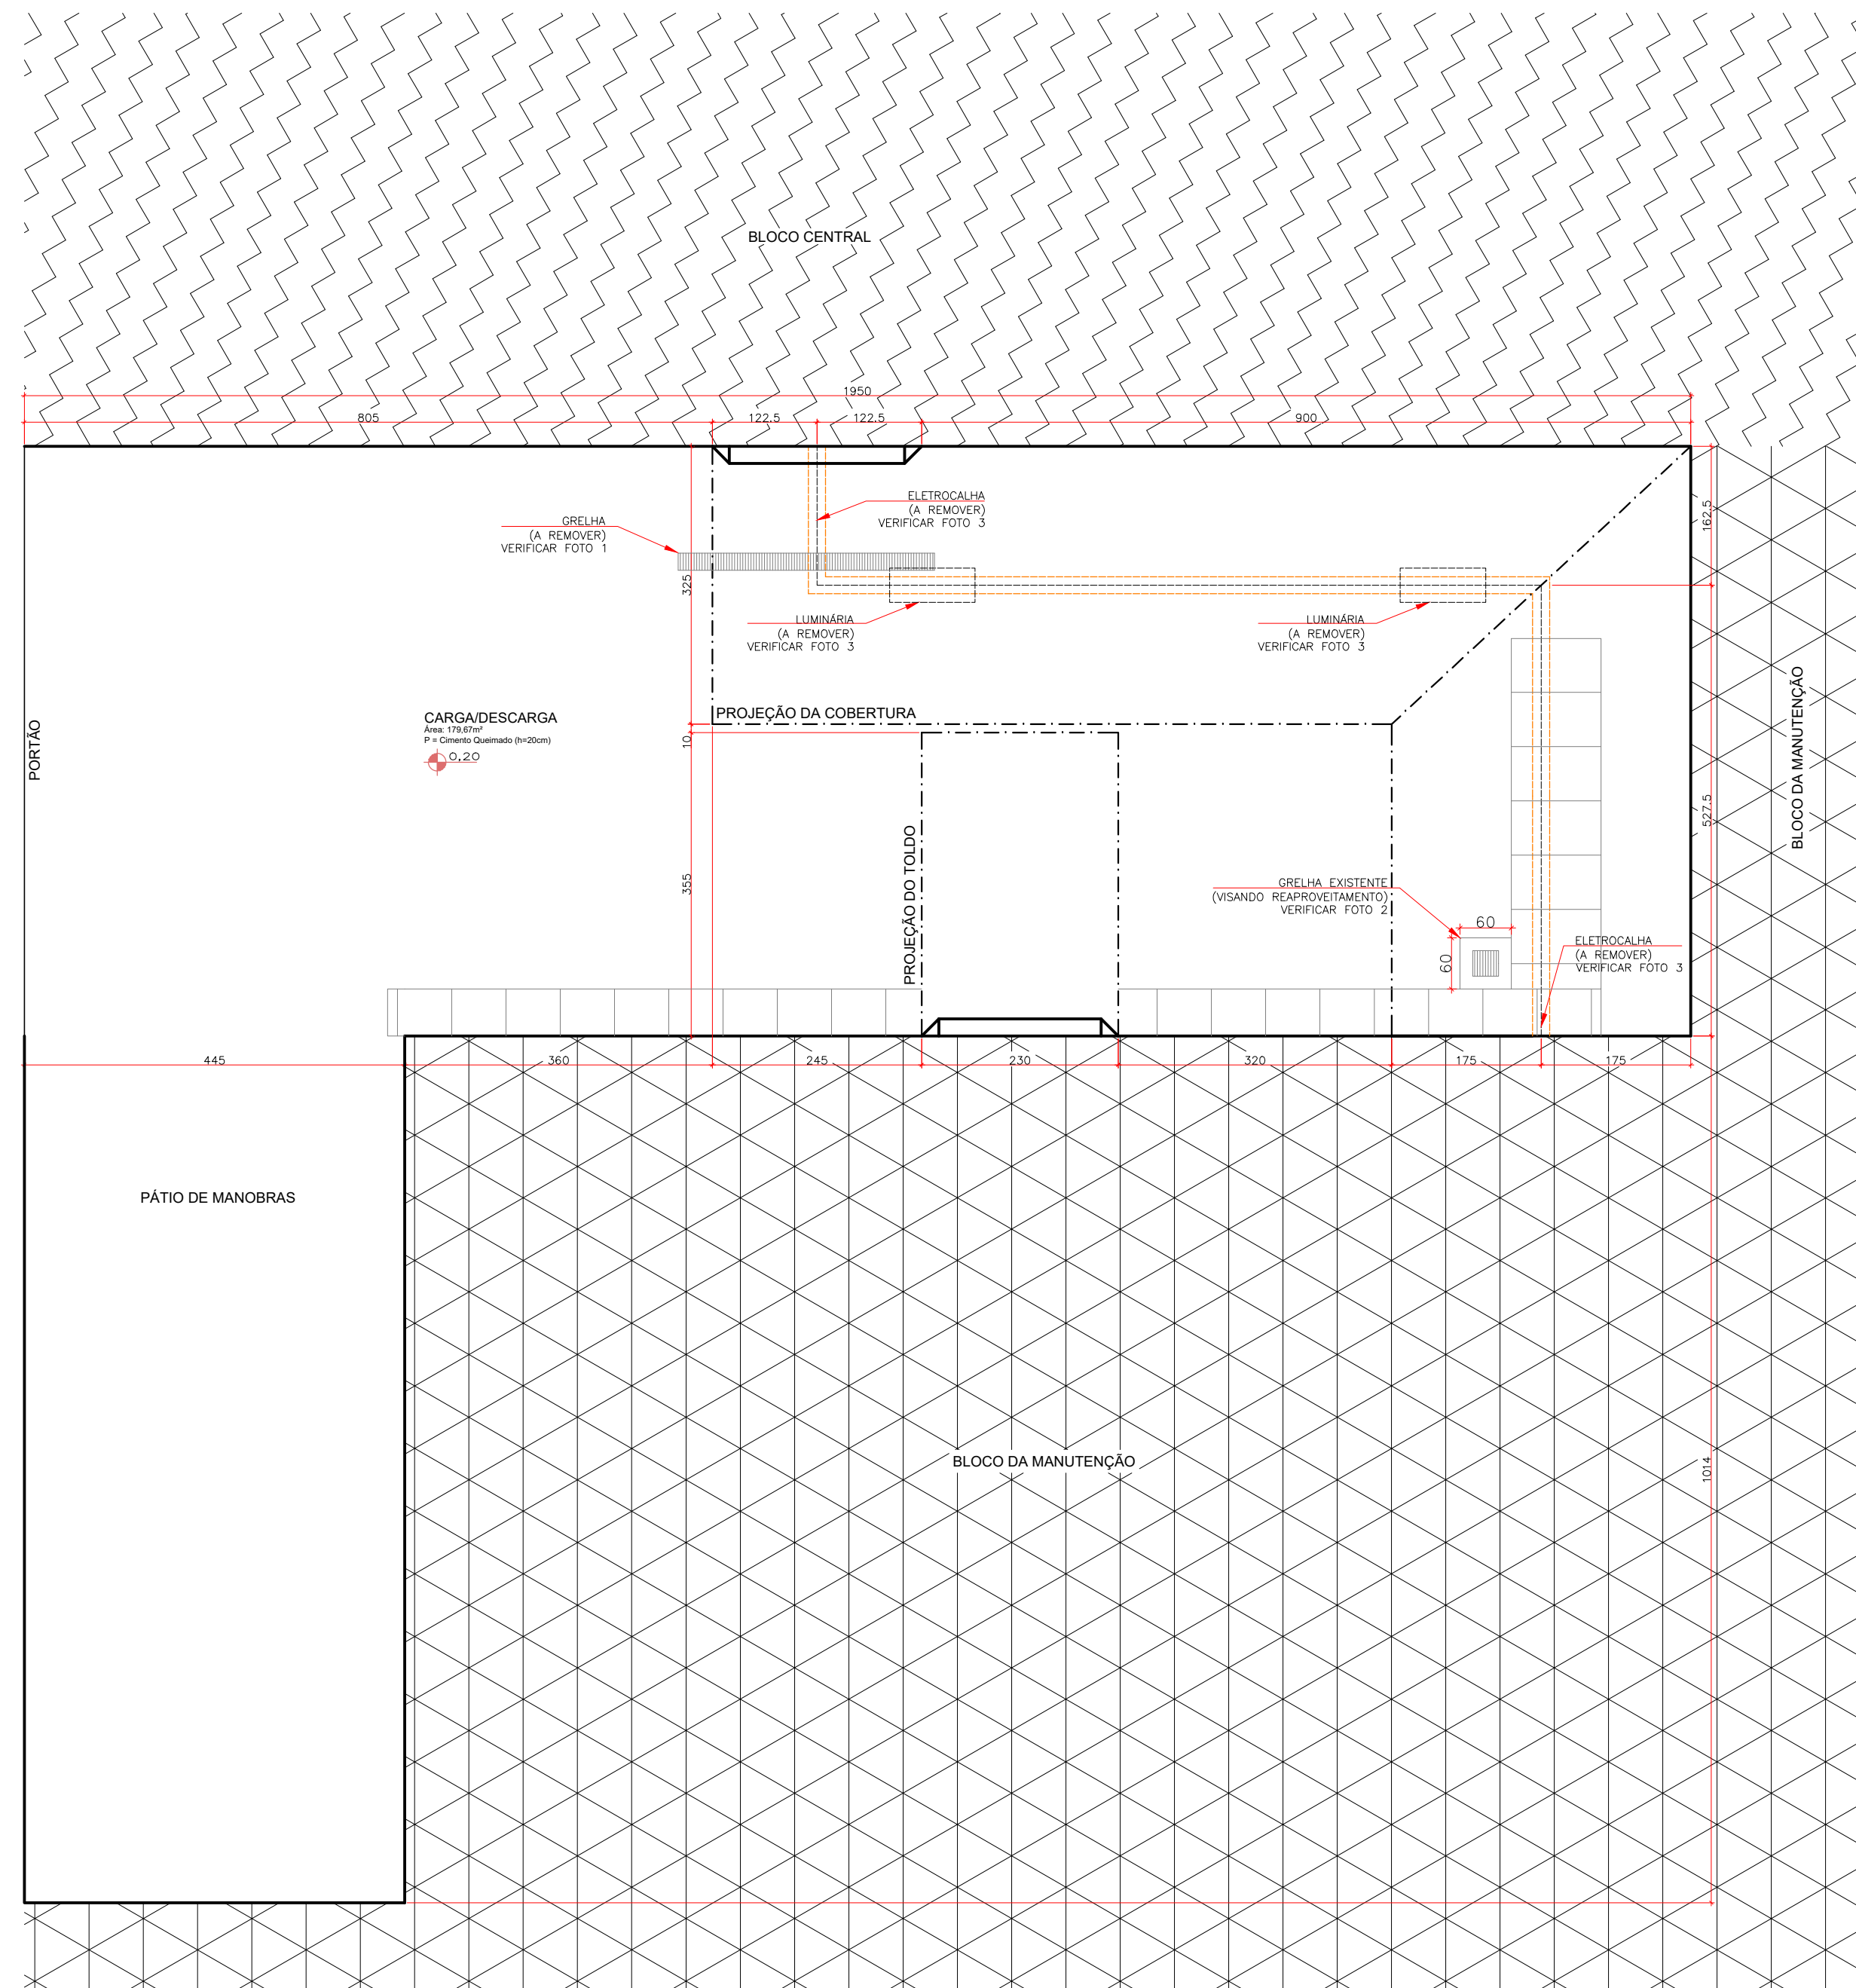 BLOCO CENTRAL
1950
805
122.5
122.5
900
ELETROCALHA
(A REMOVER)
VERIFICAR FOTO 3
GRELHA
(A REMOVER)
VERIFICAR FOTO 1
162.5
325
LUMINÁRIA
(A REMOVER)
VERIFICAR FOTO 3
LUMINÁRIA
(A REMOVER)
VERIFICAR FOTO 3
BLOCO DA MANUTENÇÃO
PROJEÇÃO DA COBERTURA
CARGA/DESCARGA
Área: 179,67m²
P = Cimento Queimado (h=20cm)
0,20
PORTÃO
10
527.5
355
PROJEÇÃO DO TOLDO
GRELHA EXISTENTE
(VISANDO REAPROVEITAMENTO)
VERIFICAR FOTO 2
60
60
ELETROCALHA
(A REMOVER)
VERIFICAR FOTO 3
445
360
245
230
320
175
175
PÁTIO DE MANOBRAS
BLOCO DA MANUTENÇÃO
1014